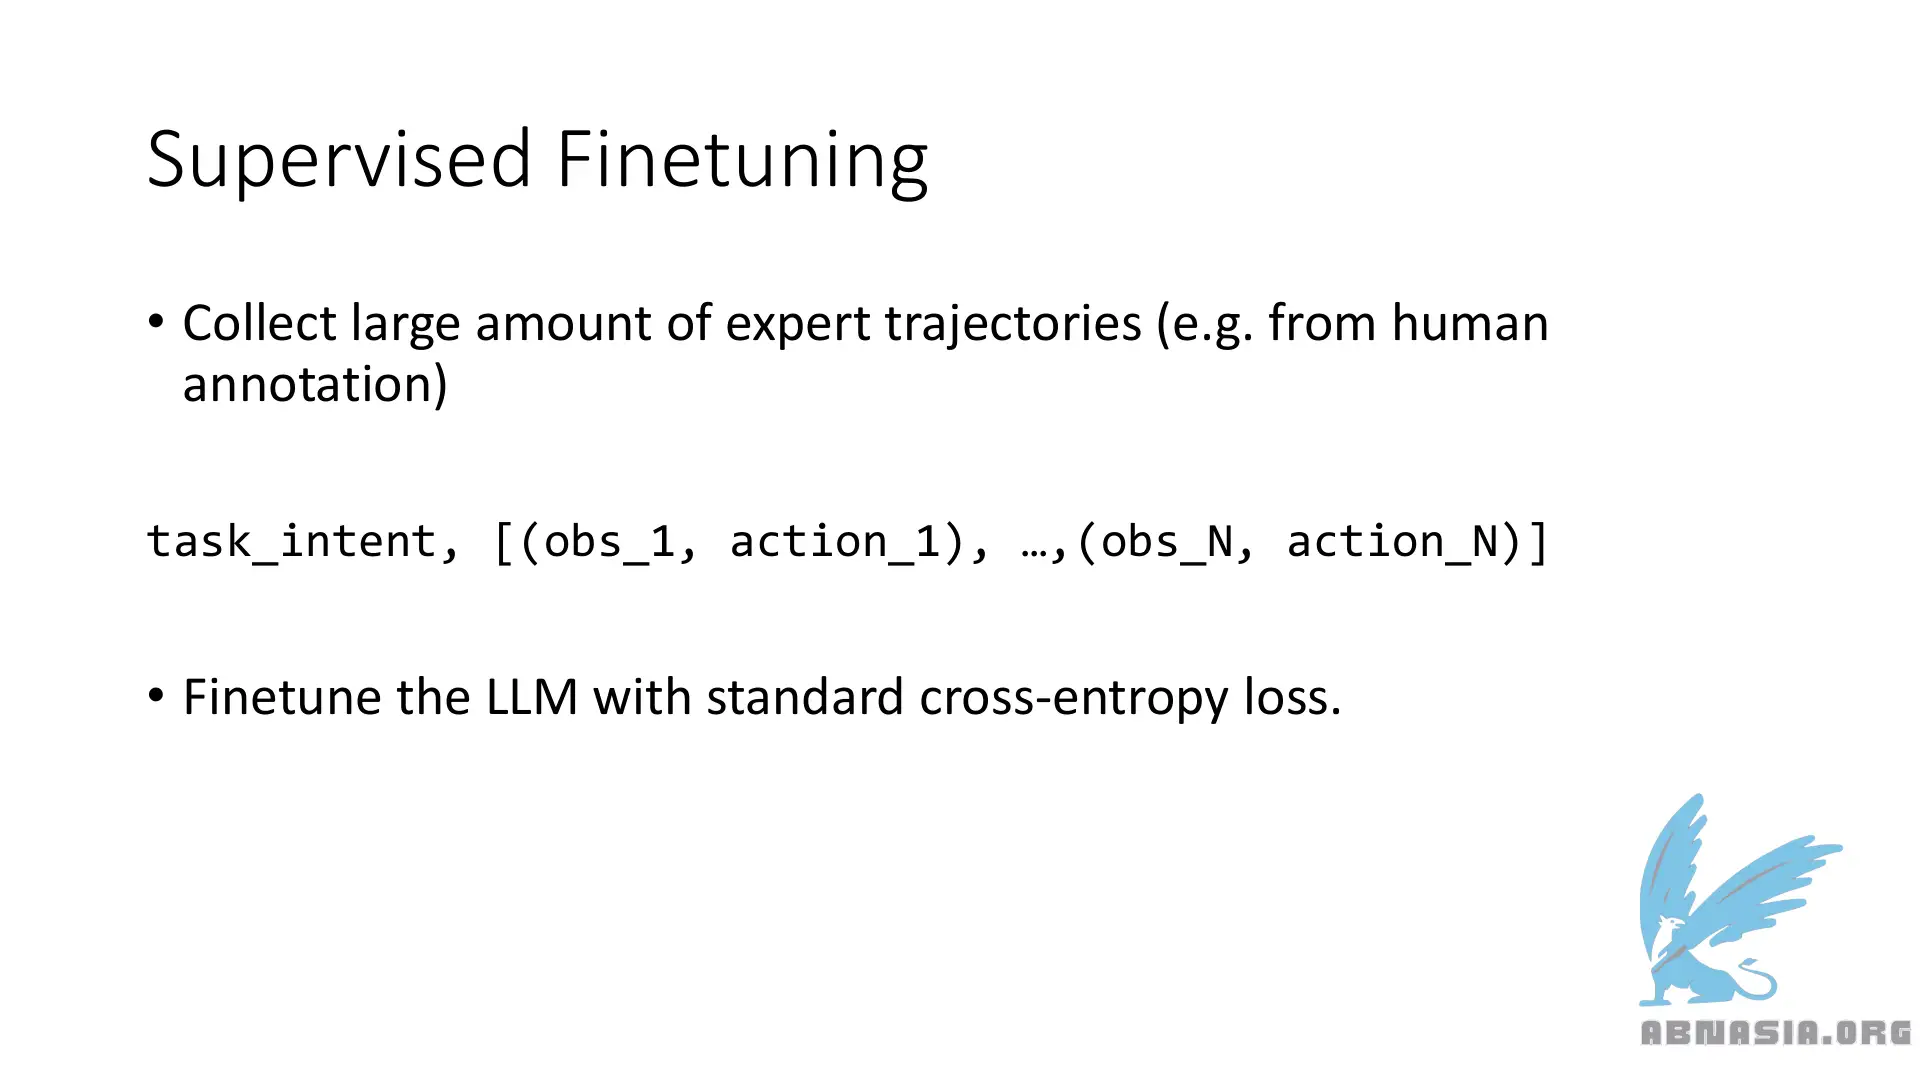 Supervised Finetuning
• Collect large amount of expert trajectories (e.g. from human
annotation)
task_intent, [(obs_1, action_1), …,(obs_N, action_N)]
• Finetune the LLM with standard cross-entropy loss.
ABNASIA.ORG